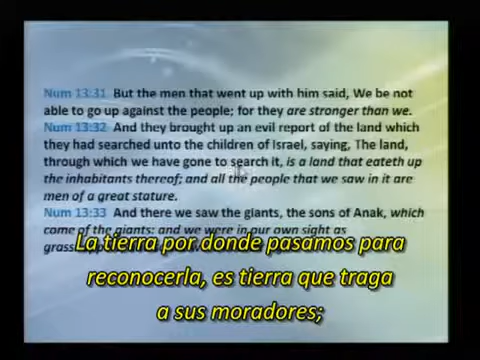 Num 13:31 But the men that went up with him said, We be not
able to go up against the people; for they are stronger than we.
Num 13:32 And they brought up an evil report of the land which
they had searched unto the children of Israel, saying, The land,
through which we have gone to search it, is a land that eateth up
the inhabitants thereof; and all the people that we saw in it are
men of a great stature.
Num 13:33 And there we saw the giants, the sons of Anak, which
come of the giants: and we were in our own sight as
La tierra por donde pasamos para
reconocerla, es tierra que traga
a sus moradores;